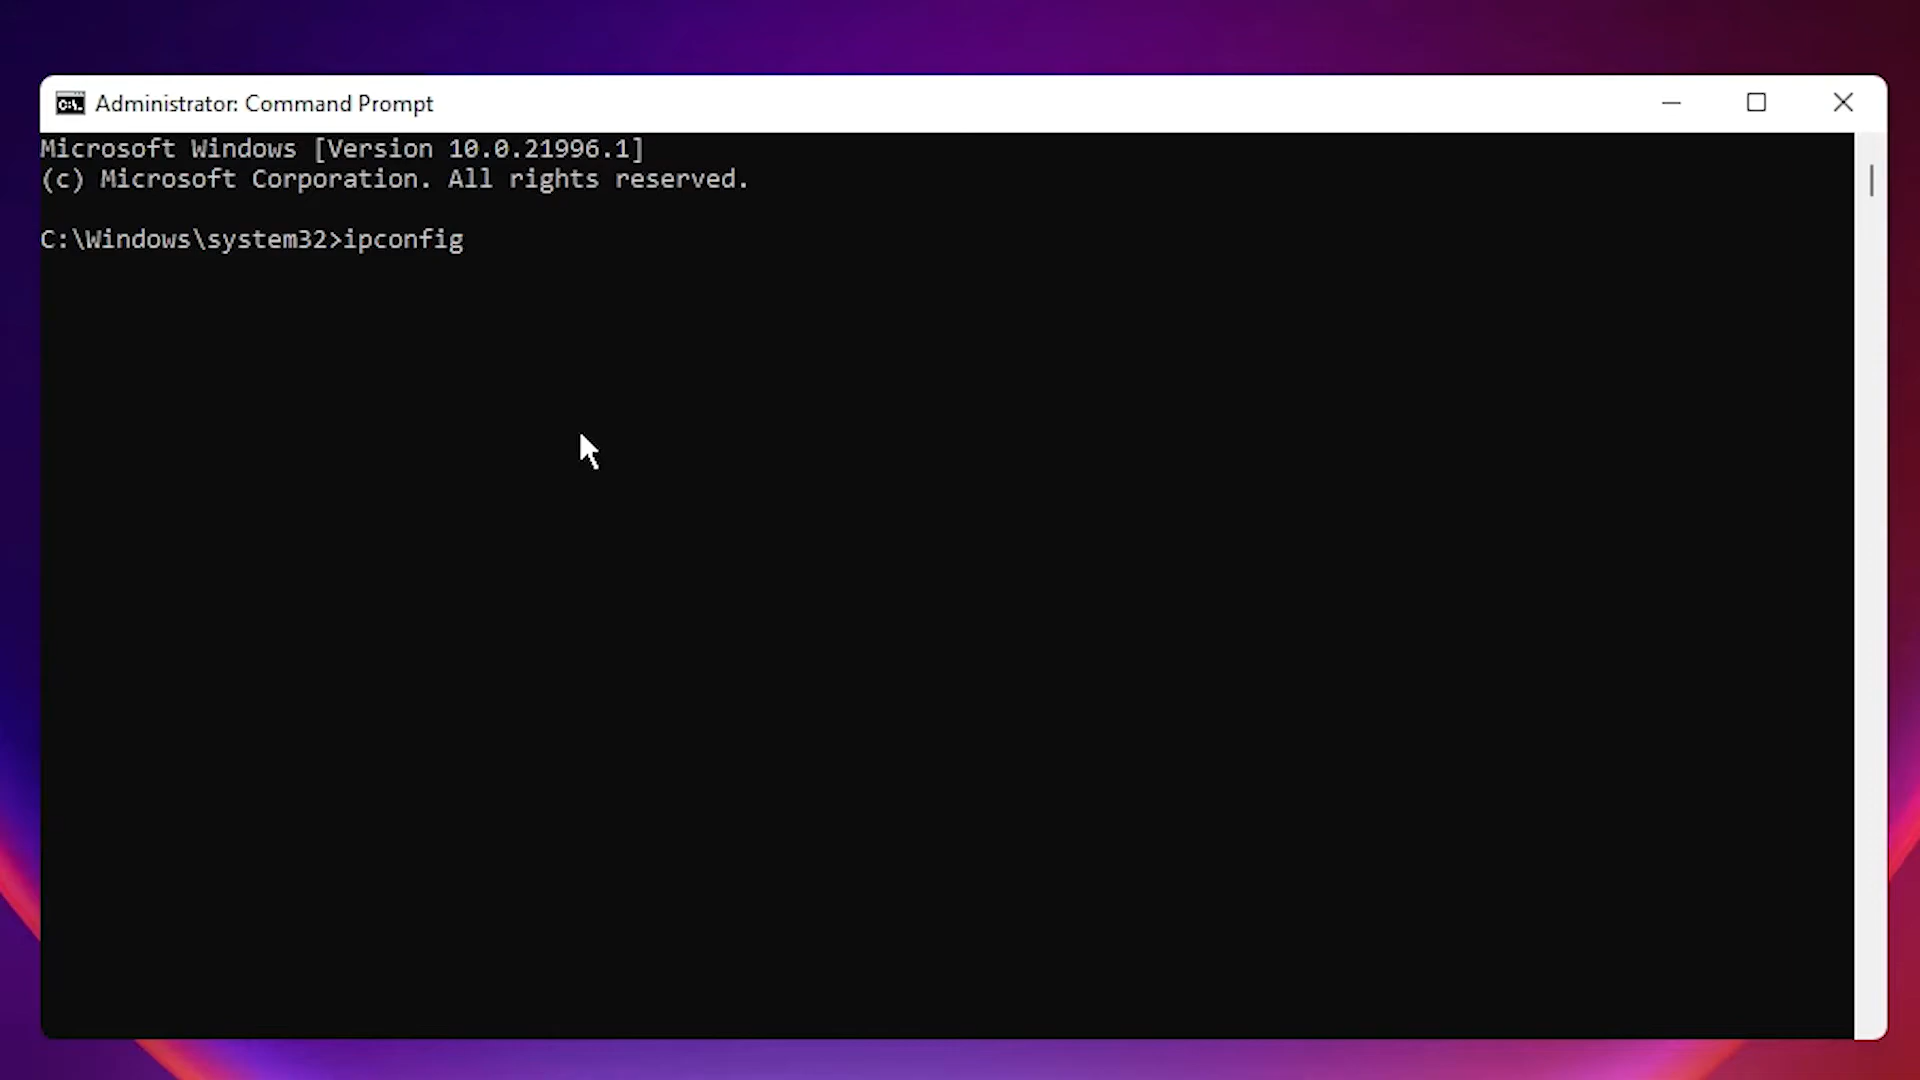 Administrator: Command Prompt
Microsoft Windows [Version 10.0.21996.1]
(c) Microsoft Corporation. All rights reserved.
C:\Windows\system32>ipconfig